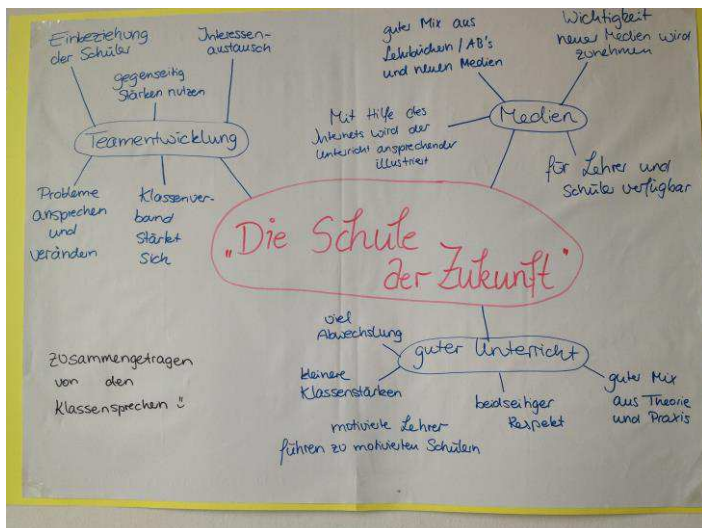 Einbeziehung
der Schüler
Interessen-
austausch
gegenseitig
Stärken nutzen
Teamentwicklung
Probleme
ansprechen
und
verändern
Klassenver-
band
stärkt
sich
guter Mix aus
Lehrbüchen / AB's
und neuen Medien
Wichtigkeit
neuer Medien wird
zunehmen
Medien
Mit Hilfe des
Internets wird der
Unterricht ansprechender
illustriert
für Lehrer und
Schüler verfügbar
"Die Schule
der Zukunft"
viel
Abwechslung
guter Unterricht
kleinere
Klassenstärken
beidseitiger
Respekt
guter Mix
aus Theorie
und Praxis
motivierte Lehrer
führen zu motivierten Schülern
zusammengetragen
von den
Klassensprechen ü